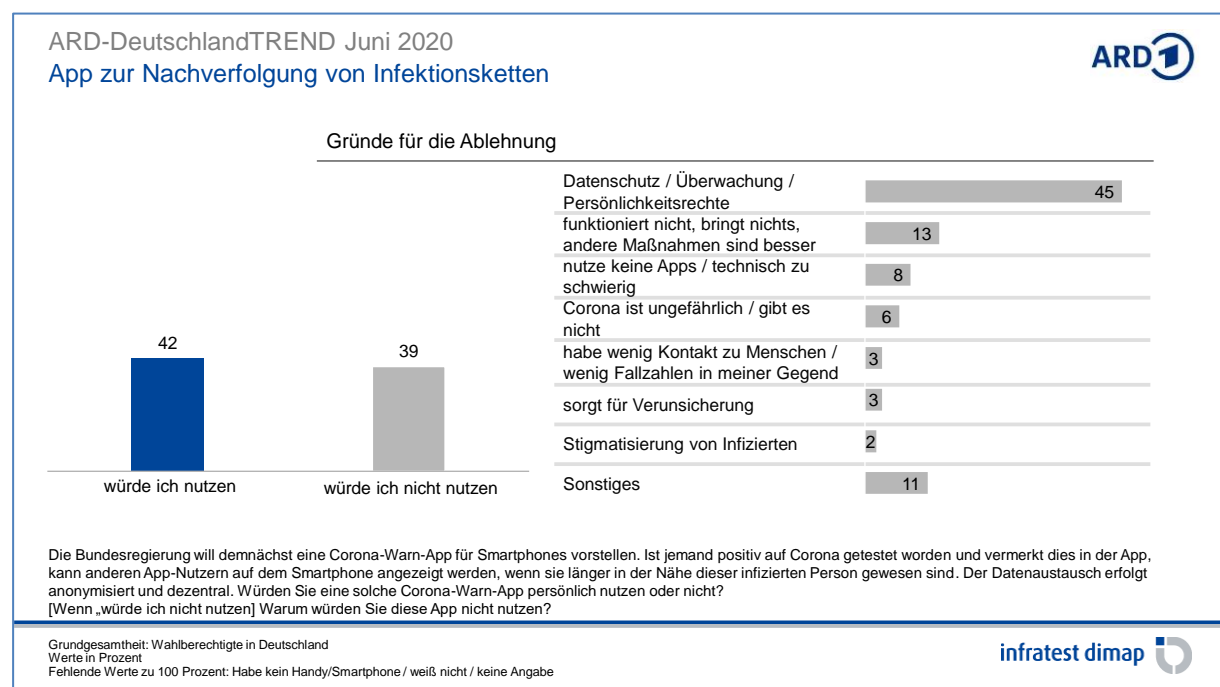 ARD-DeutschlandTREND Juni 2020
App zur Nachverfolgung von Infektionsketten
ARD 1
Gründe für die Ablehnung
42
würde ich nutzen
39
würde ich nicht nutzen
Datenschutz / Überwachung /
Persönlichkeitsrechte
45
funktioniert nicht, bringt nichts,
andere Maßnahmen sind besser
13
nutze keine Apps / technisch zu
schwierig
8
Corona ist ungefährlich / gibt es
nicht
6
habe wenig Kontakt zu Menschen /
wenig Fallzahlen in meiner Gegend
3
sorgt für Verunsicherung
3
Stigmatisierung von Infizierten
2
Sonstiges
11
Die Bundesregierung will demnächst eine Corona-Warn-App für Smartphones vorstellen. Ist jemand positiv auf Corona getestet worden und vermerkt dies in der App,
kann anderen App-Nutzern auf dem Smartphone angezeigt werden, wenn sie länger in der Nähe dieser infizierten Person gewesen sind. Der Datenaustausch erfolgt
anonymisiert und dezentral. Würden Sie eine solche Corona-Warn-App persönlich nutzen oder nicht?
[Wenn „würde ich nicht nutzen] Warum würden Sie diese App nicht nutzen?
Grundgesamtheit: Wahlberechtigte in Deutschland
Werte in Prozent
Fehlende Werte zu 100 Prozent: Habe kein Handy/Smartphone / weiß nicht / keine Angabe
infratest dimap